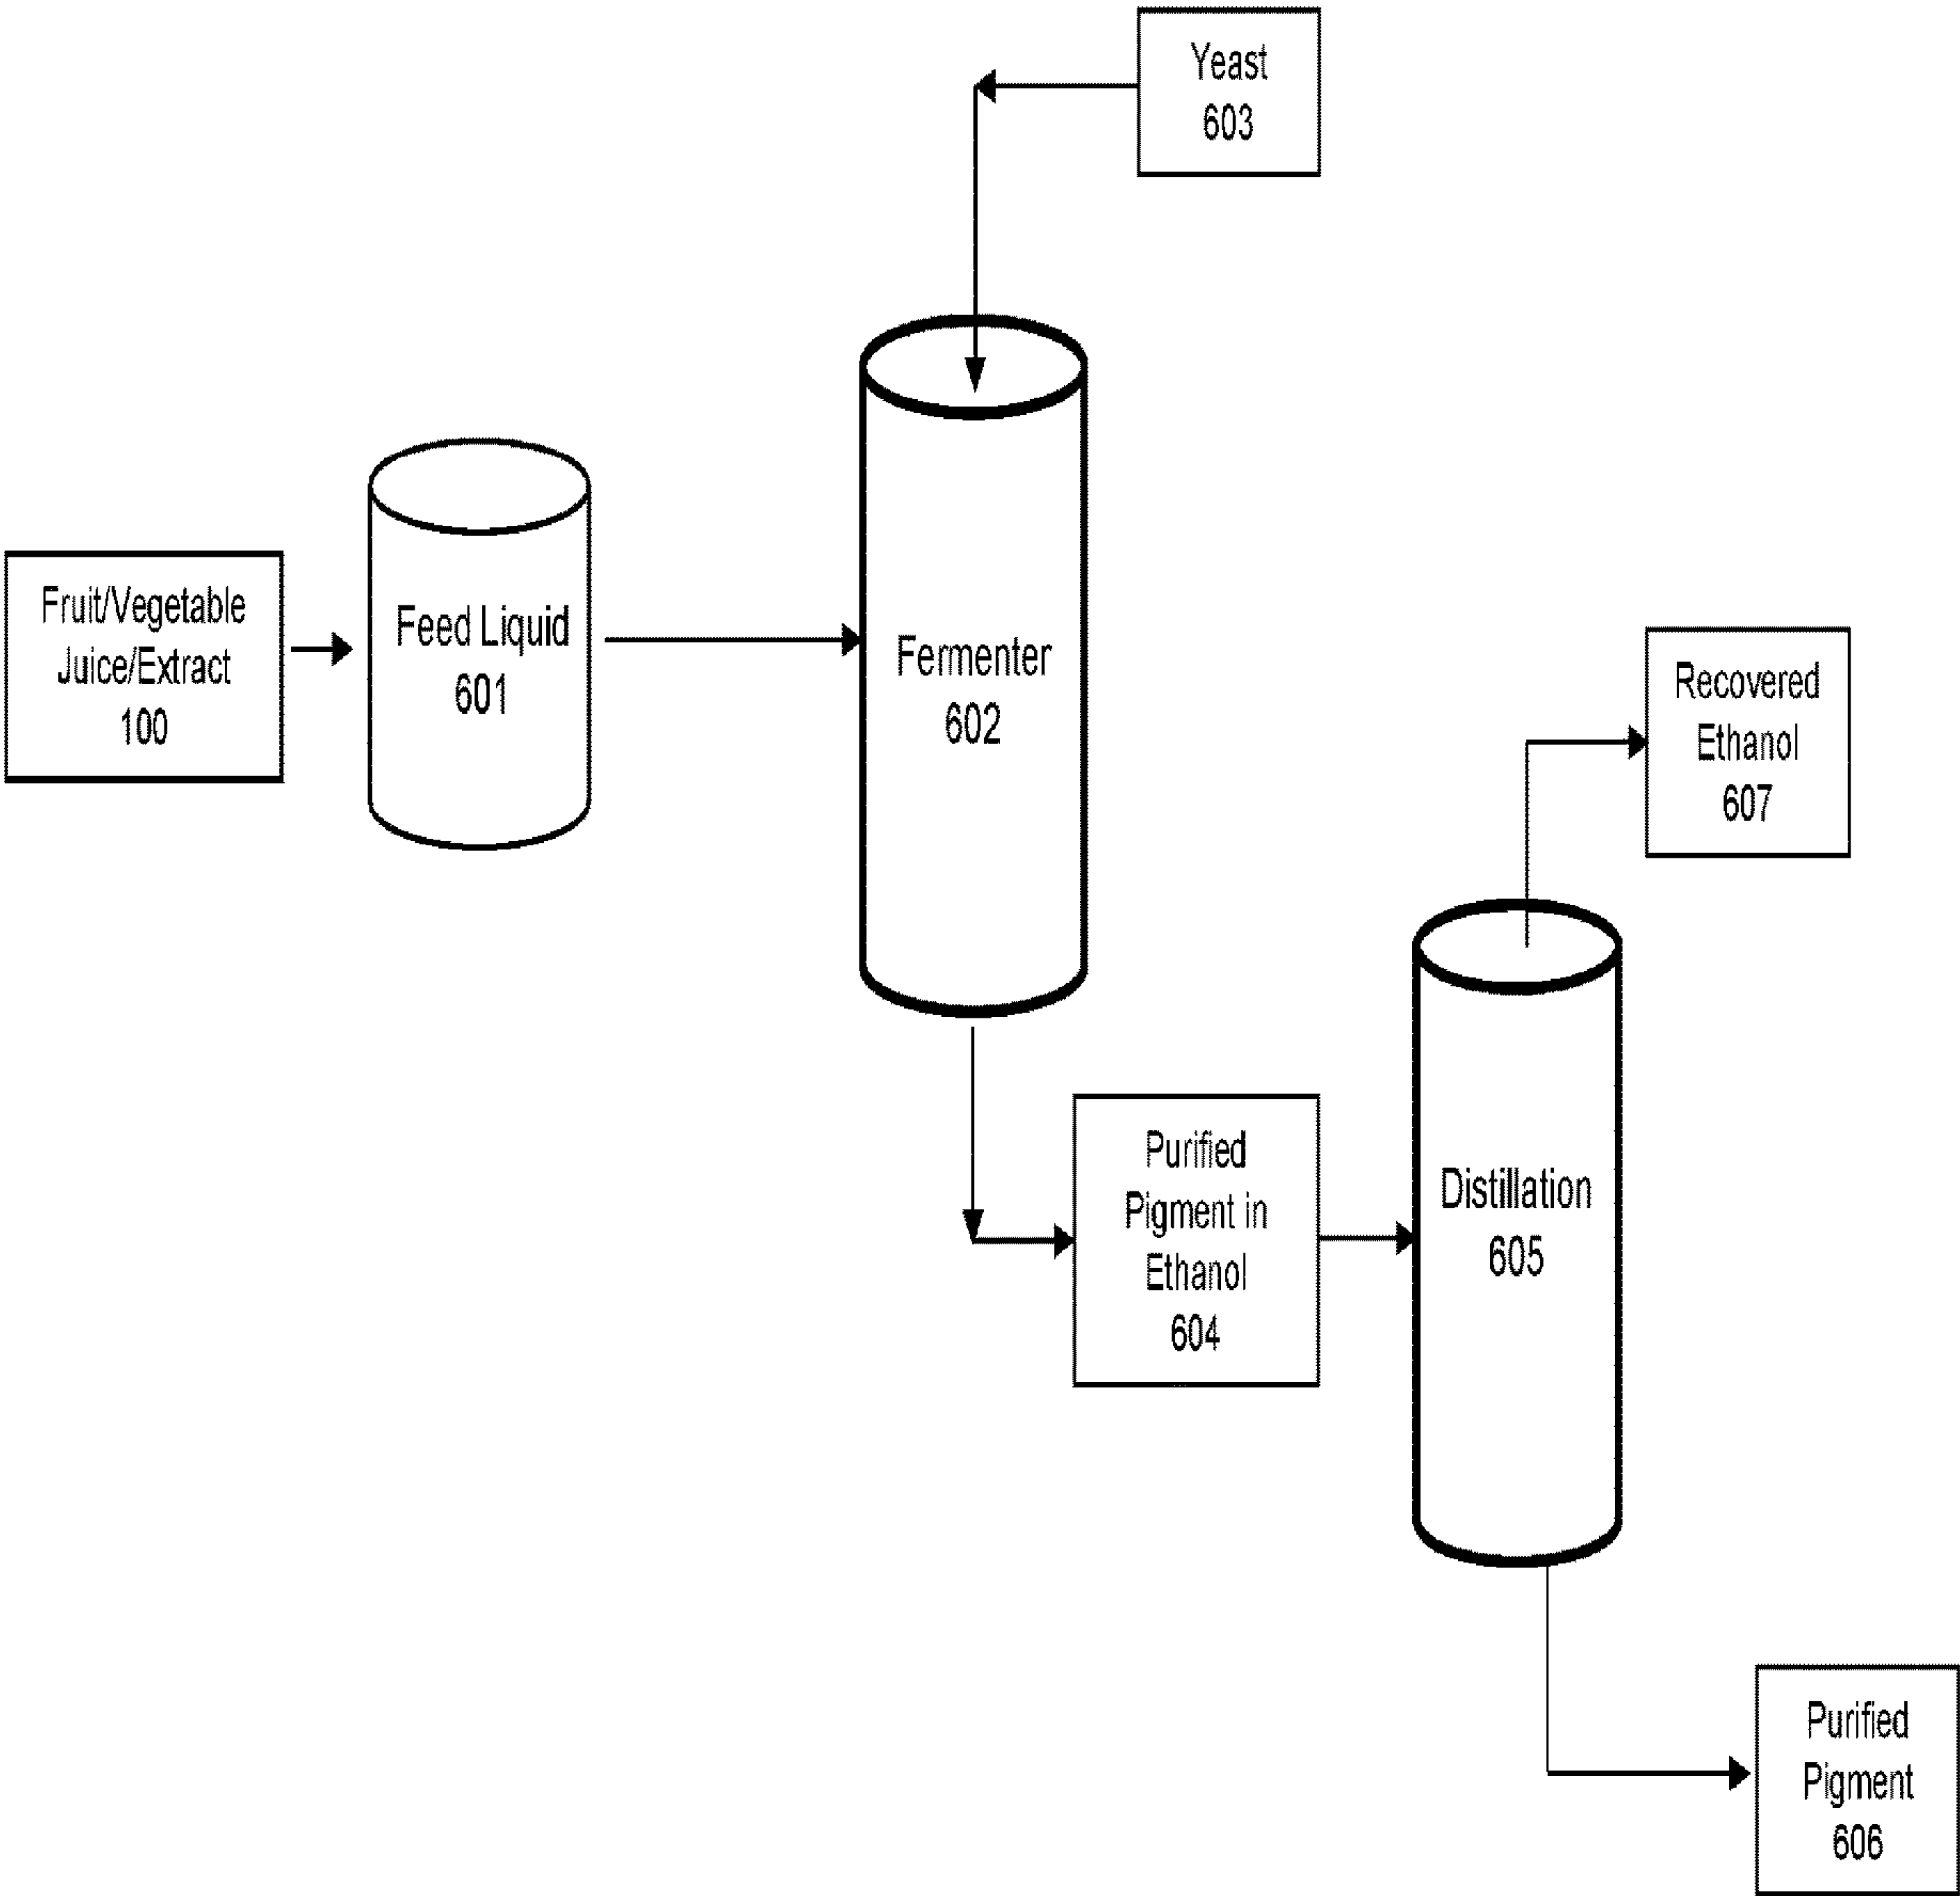 Yeast
603
Fruit/Vegetable
Juice/Extract
100
Feed Liquid
601
Fermenter
602
Recovered
Ethanol
607
Purified
Pigment in
Ethanol
604
Distillation
605
Purified
Pigment
606